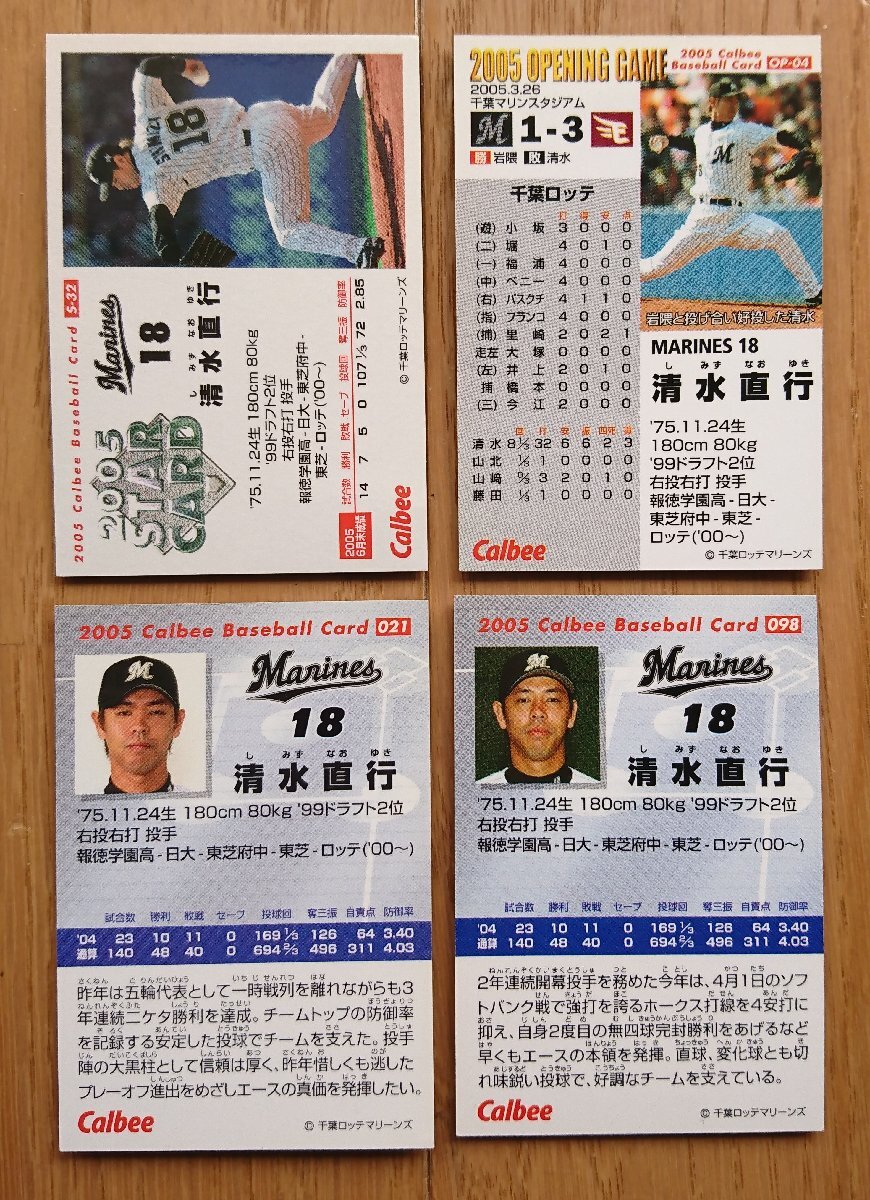 2005 Calbee Baseball Card S-32
2005
STAR
CARD
Marines
18
しみずなおゆき
清水直行
'75.11.24生 180cm 80kg
'99ドラフト2位
右投右打 投手
報徳学園高-日大-東芝府中-
東芝-ロッテ('00〜)
2005 6月末成績
試合数 勝利 敗戦 セーブ 投球回 奪三振 防御率
14 7 5 0 107 1/3 72 2.85
Calbee
© 千葉ロッテマリーンズ
SHIMIZU
18
2005 OPENING GAME
2005 Calbee
Baseball Card OP-04
2005.3.26
千葉マリンスタジアム
M 1-3 E
勝 岩隈 敗 清水
千葉ロッテ
打 得 安 点
(遊) 小坂 3 0 0 0
(二) 堀 4 0 1 0
(一) 福浦 4 0 1 0
(中) ベニー 4 0 1 0
(右) パスクチ 4 1 1 0
(指) フランコ 4 0 0 0
(捕) 里崎 2 0 2 1
走左 大塚 0 0 0 0
(左) 井上 2 0 1 0
捕 橋本 0 0 0 0
(三) 今江 2 0 1 0
回 打 安 振 四死 責
清水 8 1/3 32 6 6 2 3
山北 1/3 1 0 0 0 0
山崎 0/3 2 0 1 0
藤田 1/3 1 0 0 0 0
Calbee
M
岩隈と投げ合い好投した清水
MARINES 18
しみずなおゆき
清水直行
'75.11.24生
180cm 80kg
'99ドラフト2位
右投右打 投手
報徳学園高-日大-
東芝府中-東芝-
ロッテ('00〜)
© 千葉ロッテマリーンズ
2005 Calbee Baseball Card 021
M
Marines
18
しみずなおゆき
清水直行
'75.11.24生 180cm 80kg '99ドラフト2位
右投右打 投手
報徳学園高-日大-東芝府中-東芝-ロッテ('00〜)
試合数 勝利 敗戦 セーブ 投球回 奪三振 自責点 防御率
'04 23 10 11 0 169 1/3 126 64 3.40
通算 140 48 40 0 694 2/3 496 311 4.03
昨年は五輪代表として一時戦列を離れながらも3
年連続二ケタ勝利を達成。チームトップの防御率
を記録する安定した投球でチームを支えた。投手
陣の大黒柱として信頼は厚く、昨年惜しくも逃した
プレーオフ進出をめざしエースの真価を発揮したい。
Calbee
© 千葉ロッテマリーンズ
2005 Calbee Baseball Card 098
M
Marines
18
しみずなおゆき
清水直行
'75.11.24生 180cm 80kg '99ドラフト2位
右投右打 投手
報徳学園高-日大-東芝府中-東芝-ロッテ('00〜)
試合数 勝利 敗戦 セーブ 投球回 奪三振 自責点 防御率
'04 23 10 11 0 169 1/3 126 64 3.40
通算 140 48 40 0 694 2/3 496 311 4.03
2年連続開幕投手を務めた今年は、4月1日のソフ
トバンク戦で強打を誇るホークス打線を4安打に
抑え、自身2度目の無四球完封勝利をあげるなど
早くもエースの本領を発揮。直球、変化球とも切
れ味鋭い投球で、好調なチームを支えている。
Calbee
© 千葉ロッテマリーンズ